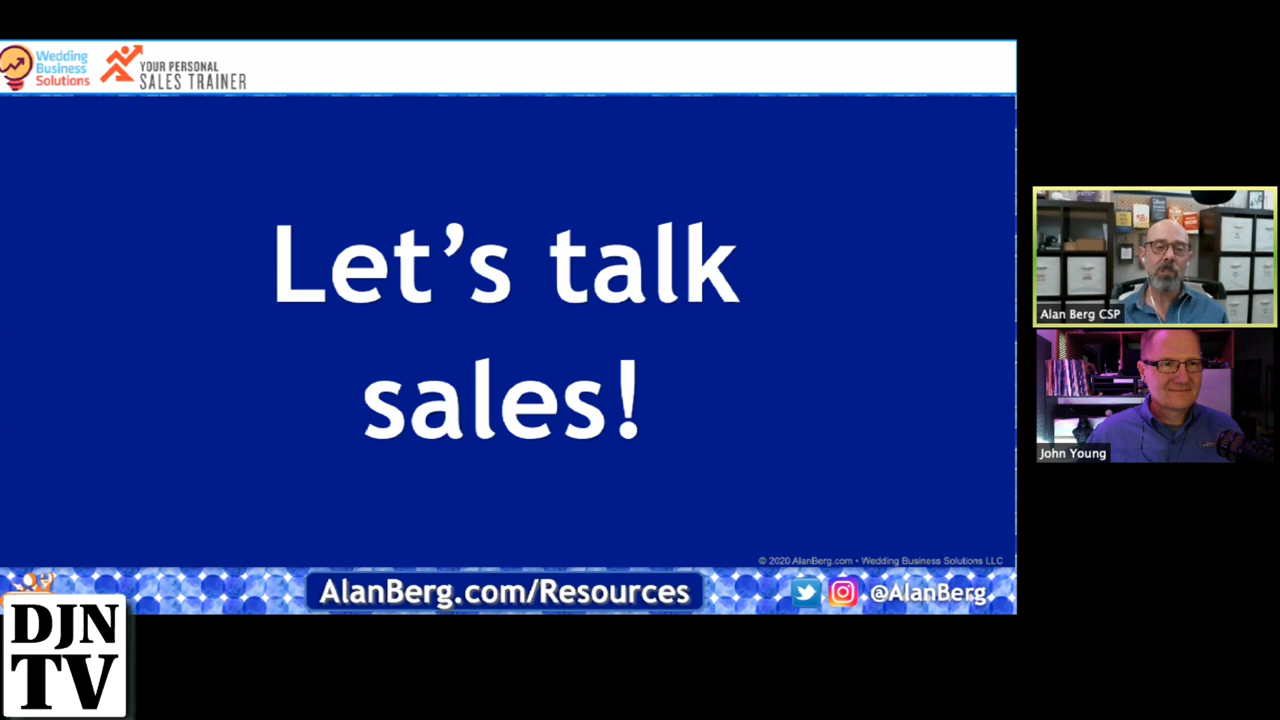 Wedding
Business
Solutions
YOUR PERSONAL
SALES TRAINER
Let's talk
sales!
© 2020 AlanBerg.com • Wedding Business Solutions LLC
AlanBerg.com/Resources
@AlanBerg
Alan Berg CSP
John Young
DJN
TV